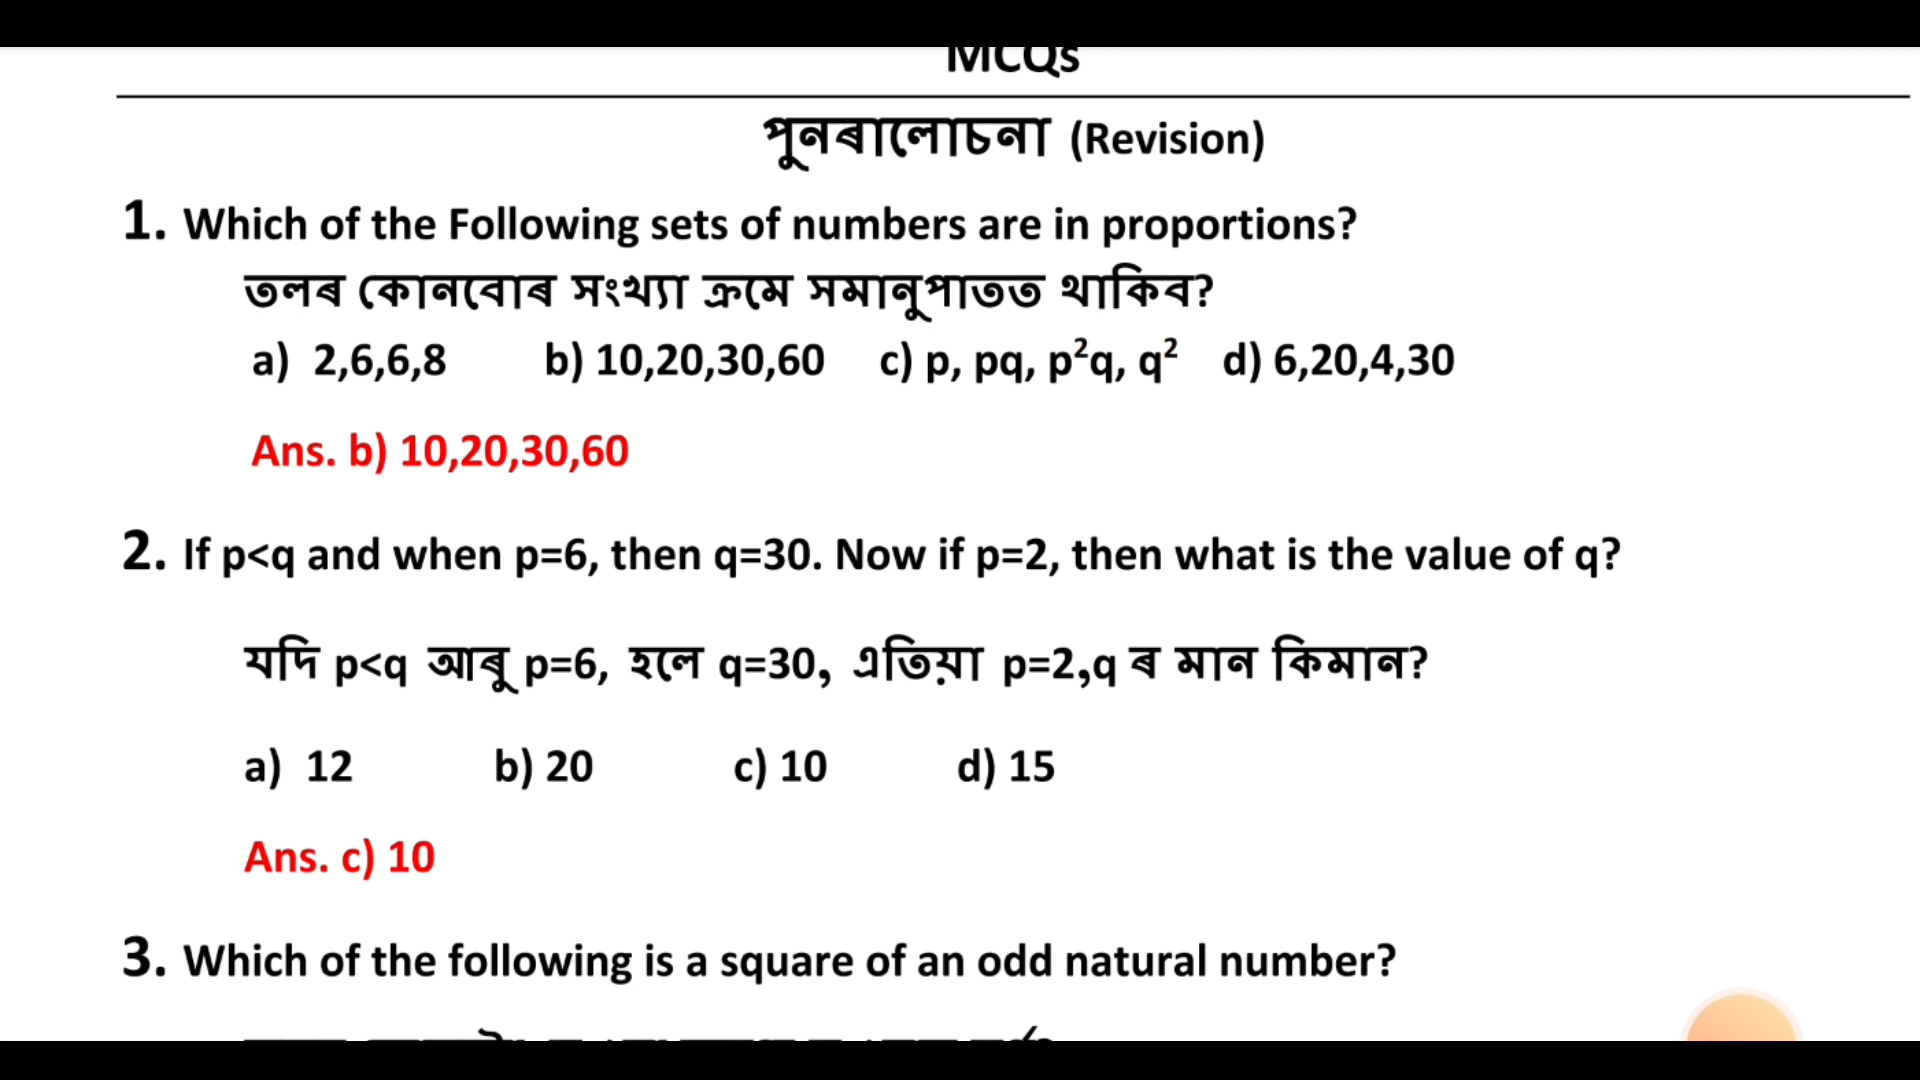 MCQs
পুনৰালোচনা (Revision)
1. Which of the Following sets of numbers are in proportions?
তলৰ কোনবোৰ সংখ্যা ক্রমে সমানুপাতত থাকিব?
a) 2,6,6,8 b) 10,20,30,60 c) p, pq, p²q, q² d) 6,20,4,30
Ans. b) 10,20,30,60
2. If p<q and when p=6, then q=30. Now if p=2, then what is the value of q?
যদি p<q আৰু p=6, হলে q=30, এতিয়া p=2,q ৰ মান কিমান?
a) 12 b) 20 c) 10 d) 15
Ans. c) 10
3. Which of the following is a square of an odd natural number?